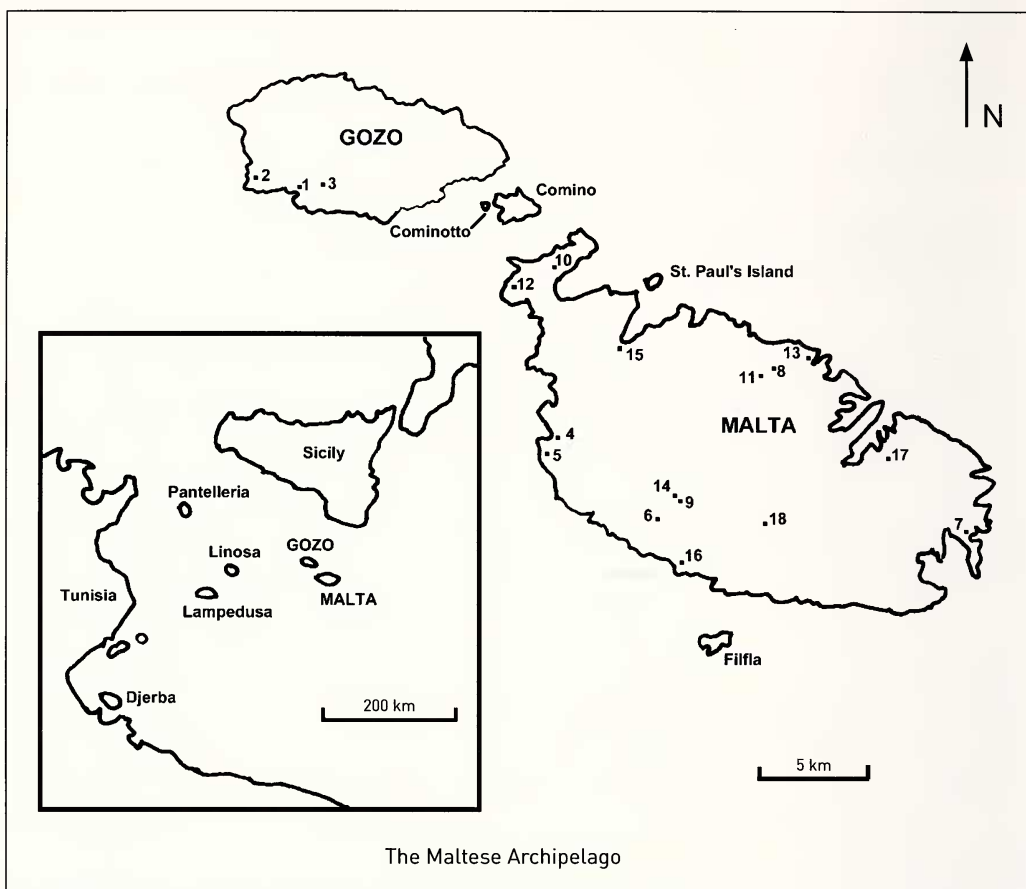 N
GOZO
2
1
3
Comino
Cominotto
10
12
St. Paul's Island
15
13
8
11
MALTA
4
5
17
14
9
6
18
7
16
Filfla
5 km
Sicily
Pantelleria
Linosa
GOZO
Tunisia
Lampedusa
MALTA
Djerba
200 km
The Maltese Archipelago